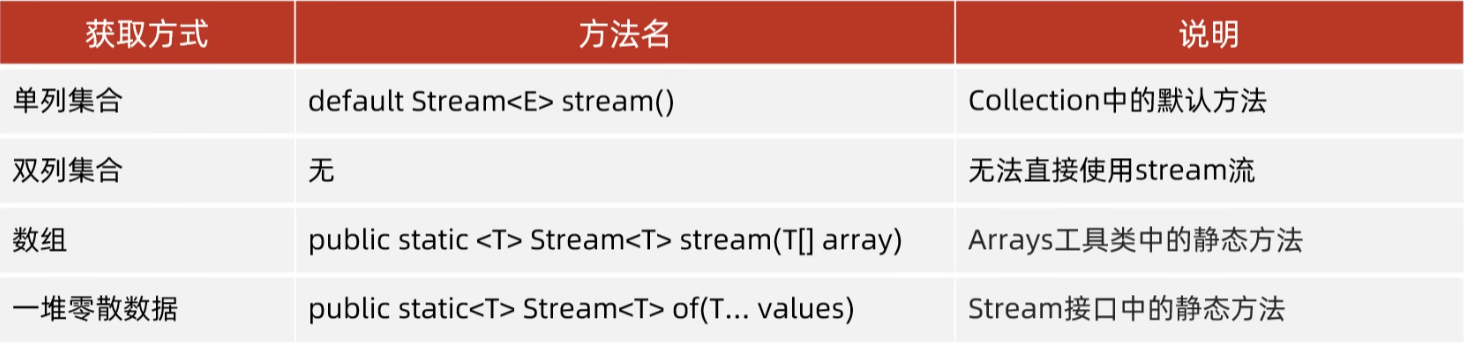 获取方式 方法名 说明
单列集合 default Stream<E> stream() Collection中的默认方法
双列集合 无 无法直接使用stream流
数组 public static <T> Stream<T> stream(T[] array) Arrays工具类中的静态方法
一堆零散数据 public static<T> Stream<T> of(T... values) Stream接口中的静态方法